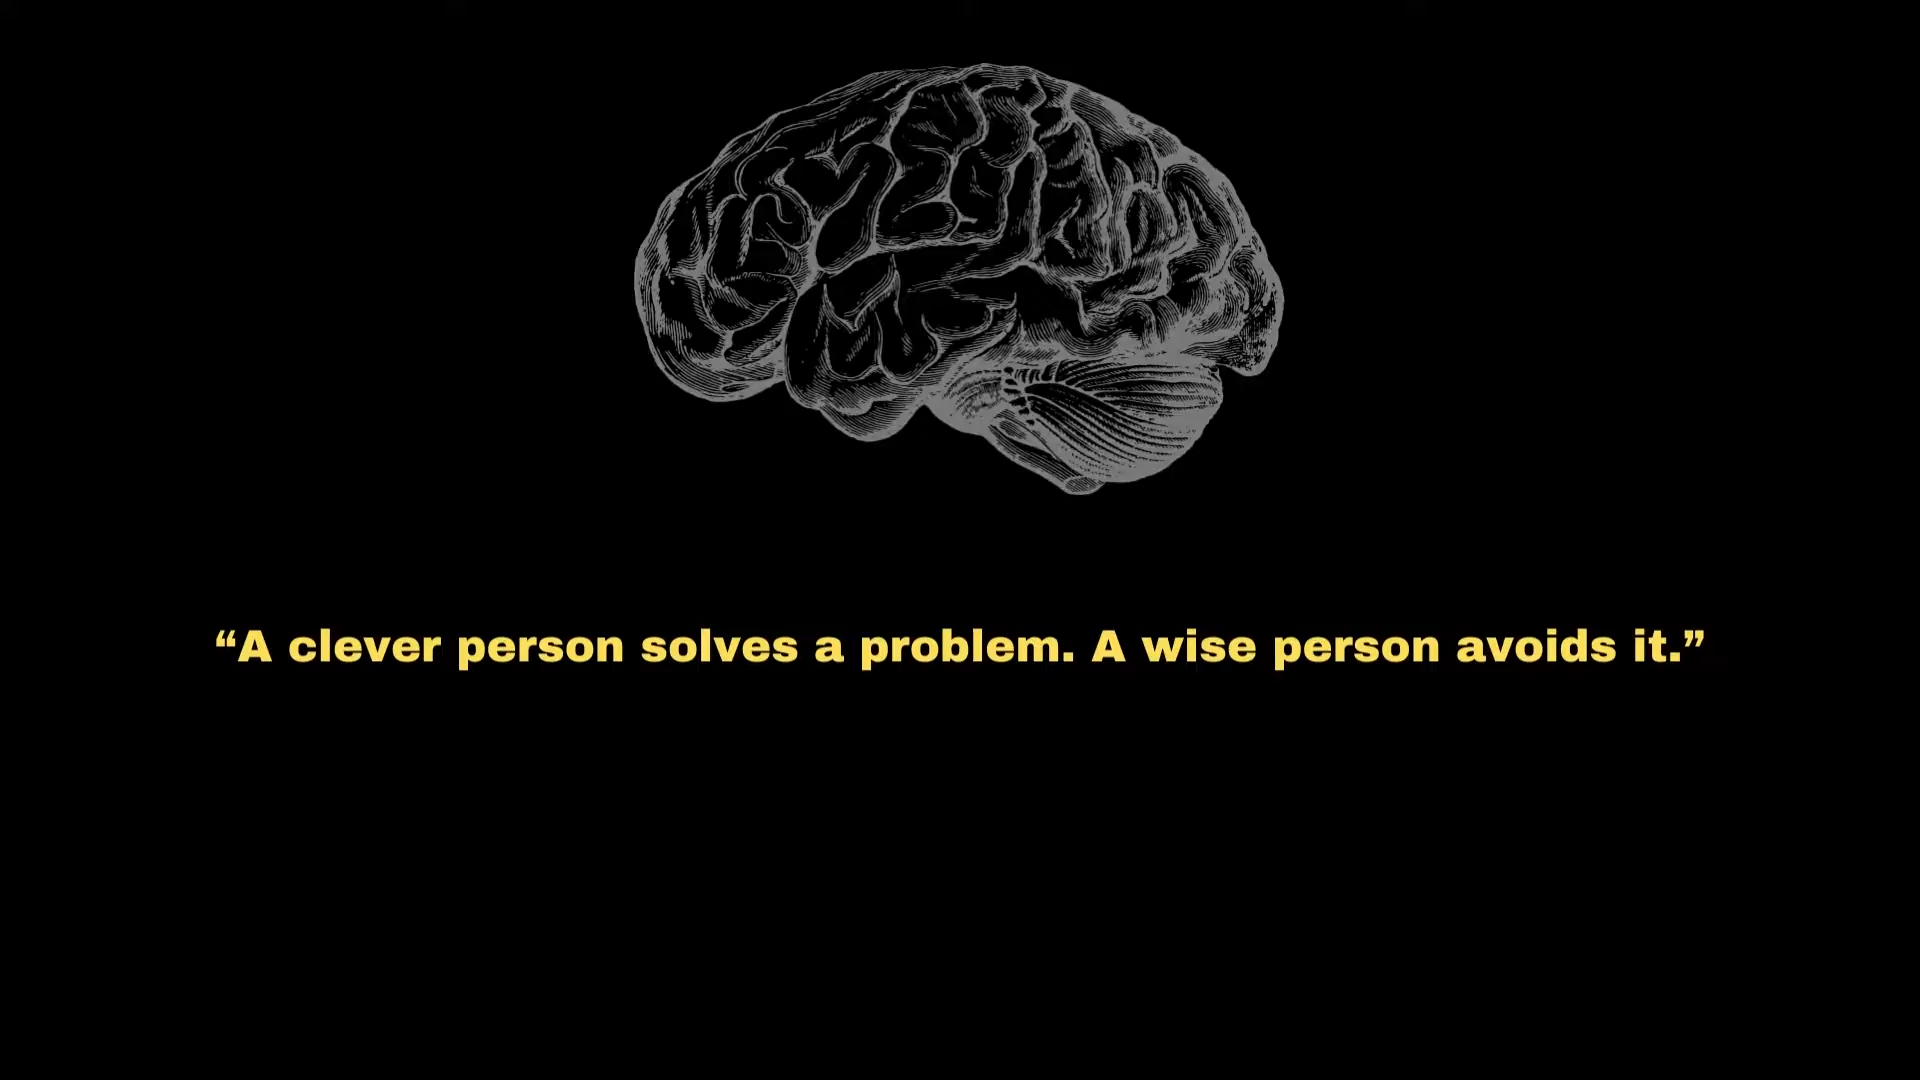 “A clever person solves a problem. A wise person avoids it.”